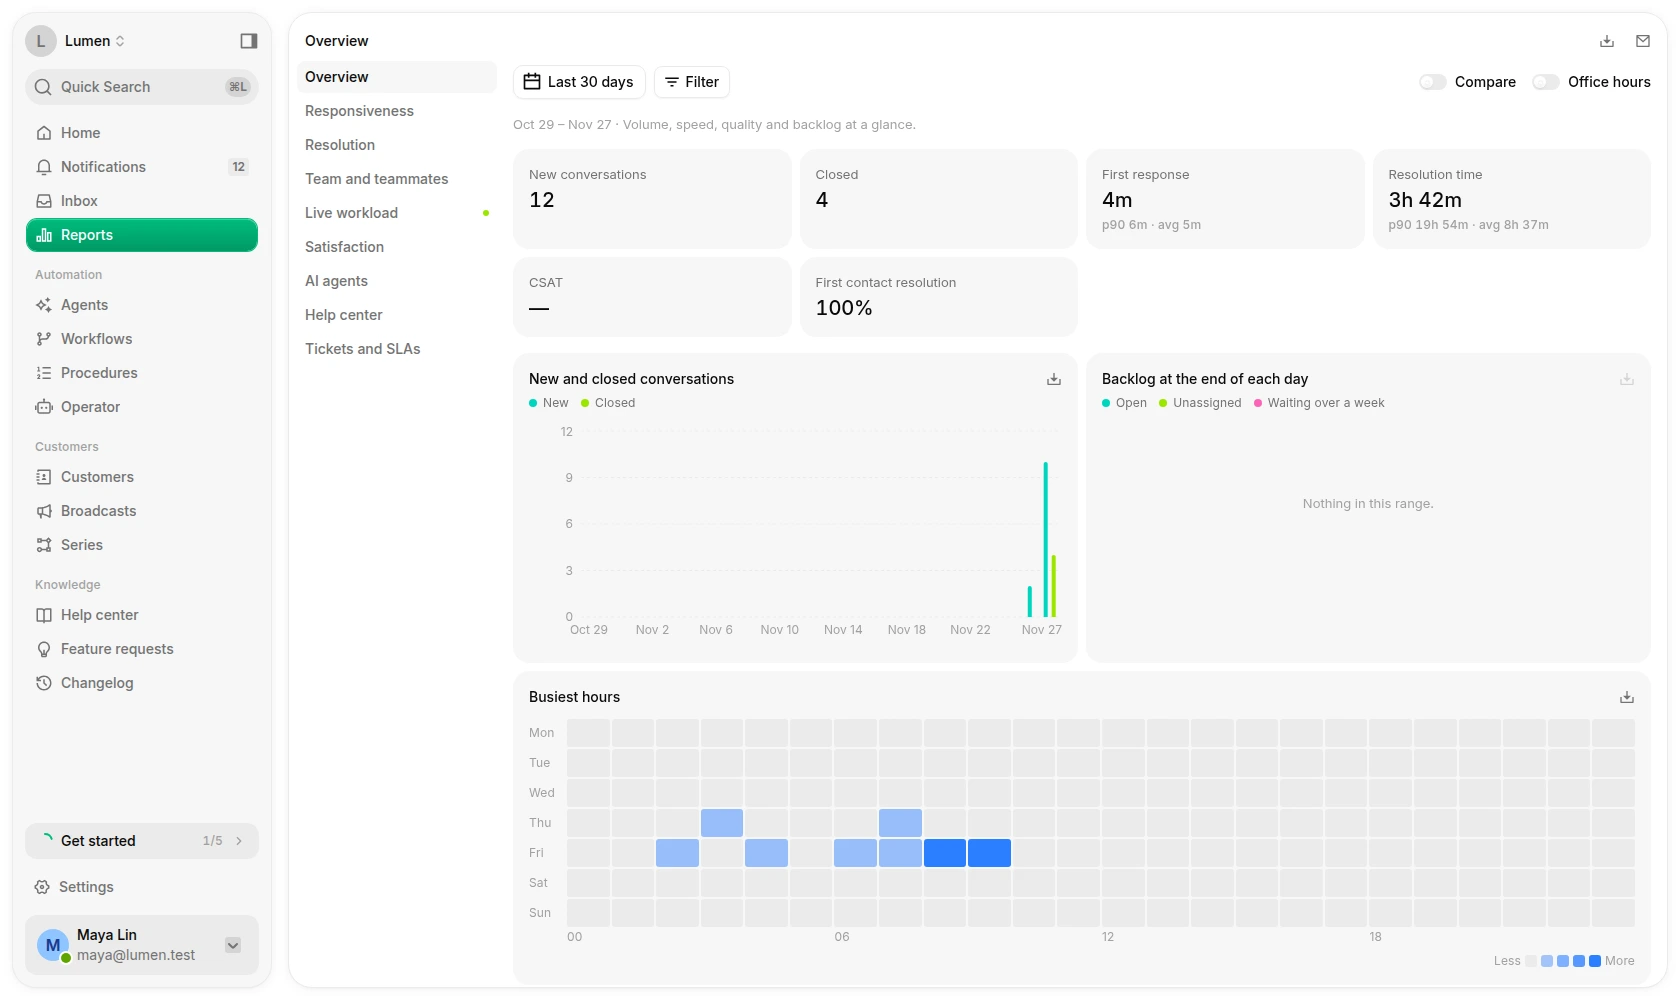 L
Lumen
Quick Search
⌘L
Home
Notifications
12
Inbox
Reports
Automation
Agents
Workflows
Procedures
Operator
Customers
Customers
Broadcasts
Series
Knowledge
Help center
Feature requests
Changelog
Get started
1/5
Settings
M
Maya Lin
maya@lumen.test
Overview
Overview
Responsiveness
Resolution
Team and teammates
Live workload
Satisfaction
AI agents
Help center
Tickets and SLAs
Last 30 days
Filter
Compare
Office hours
Oct 29 – Nov 27 · Volume, speed, quality and backlog at a glance.
New conversations
12
Closed
4
First response
4m
p90 6m · avg 5m
Resolution time
3h 42m
p90 19h 54m · avg 8h 37m
CSAT
—
First contact resolution
100%
New and closed conversations
New
Closed
12
9
6
3
0
Oct 29
Nov 2
Nov 6
Nov 10
Nov 14
Nov 18
Nov 22
Nov 27
Backlog at the end of each day
Open
Unassigned
Waiting over a week
Nothing in this range.
Busiest hours
Mon
Tue
Wed
Thu
Fri
Sat
Sun
00
06
12
18
Less
More